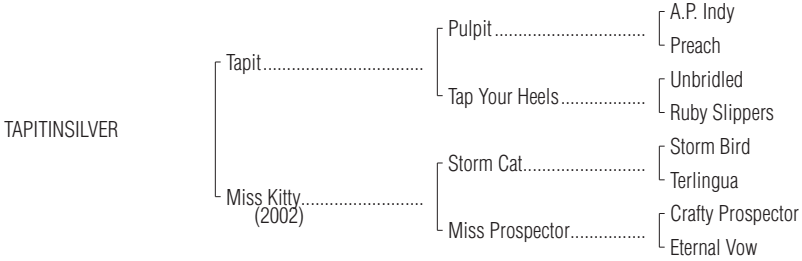 A.P. Indy
Pulpit
Preach
Tapit
Unbridled
Tap Your Heels
Ruby Slippers
TAPITINSILVER
Storm Bird
Storm Cat
Terlingua
Miss Kitty
(2002)
Crafty Prospector
Miss Prospector
Eternal Vow